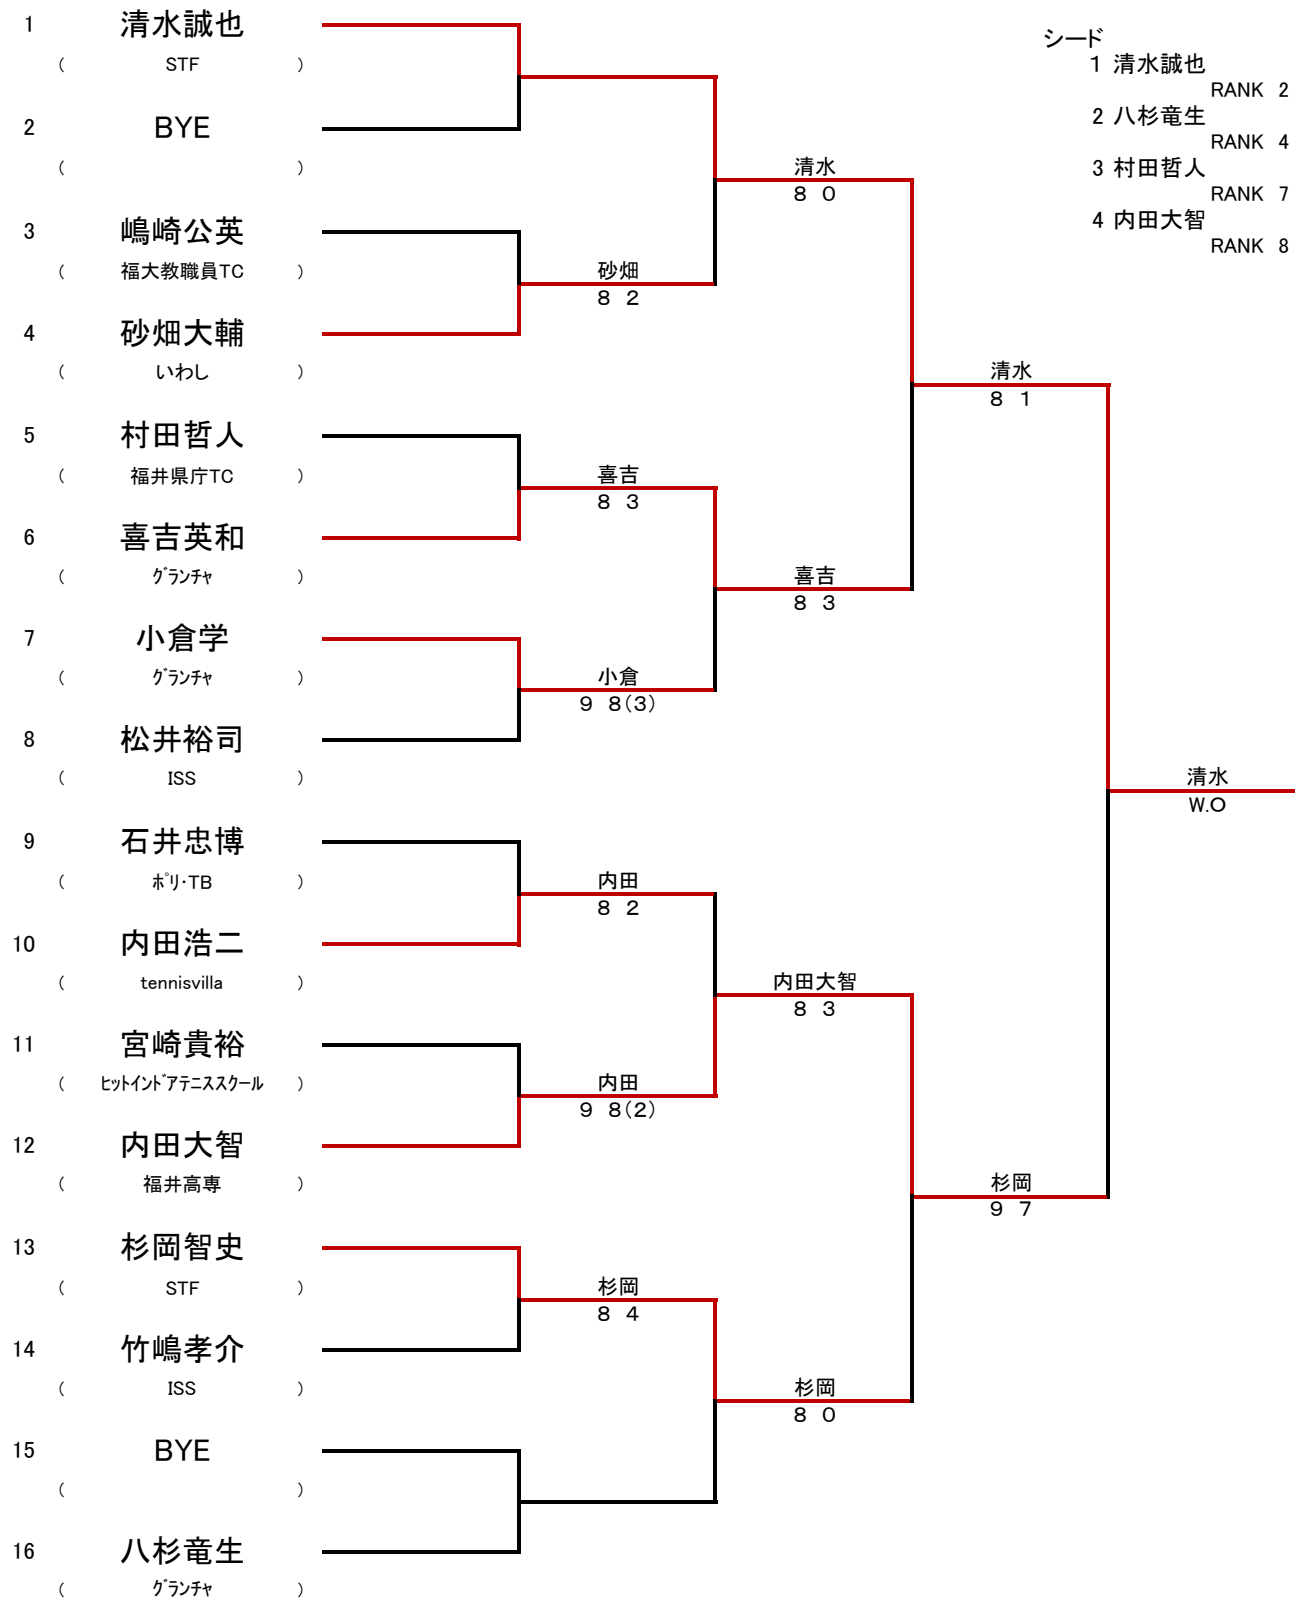 1 清水誠也
( STF )
2 BYE
( )
3 嶋崎公英
( 福大教職員TC )
4 砂畑大輔
( いわし )
5 村田哲人
( 福井県庁TC )
6 喜吉英和
( ｸﾞランチャ )
7 小倉学
( ｸﾞランチャ )
8 松井裕司
( ISS )
9 石井忠博
( ﾎﾟﾘ･TB )
10 内田浩二
( tennisvilla )
11 宮崎貴裕
( ﾋｯﾄｲﾝﾄﾞｱﾃﾆｽｽｸｰﾙ )
12 内田大智
( 福井高専 )
13 杉岡智史
( STF )
14 竹嶋孝介
( ISS )
15 BYE
( )
16 八杉竜生
( ｸﾞランチャ )
砂畑
8 2
喜吉
8 3
小倉
9 8(3)
内田
8 2
内田
9 8(2)
杉岡
8 4
清水
8 0
喜吉
8 3
内田大智
8 3
杉岡
8 0
清水
8 1
杉岡
9 7
清水
W.O
シード
1 清水誠也
RANK 2
2 八杉竜生
RANK 4
3 村田哲人
RANK 7
4 内田大智
RANK 8